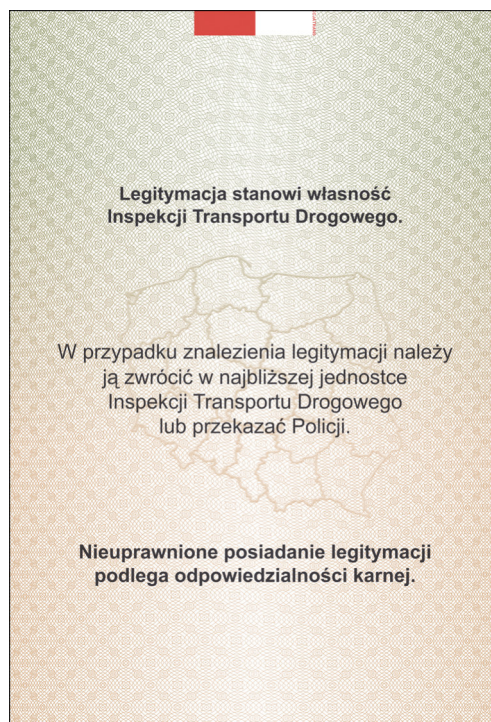 Legitymacja stanowi własność
Inspekcji Transportu Drogowego.
W przypadku znalezienia legitymacji należy
ją zwrócić w najbliższej jednostce
Inspekcji Transportu Drogowego
lub przekazać Policji.
Nieuprawnione posiadanie legitymacji
podlega odpowiedzialności karnej.